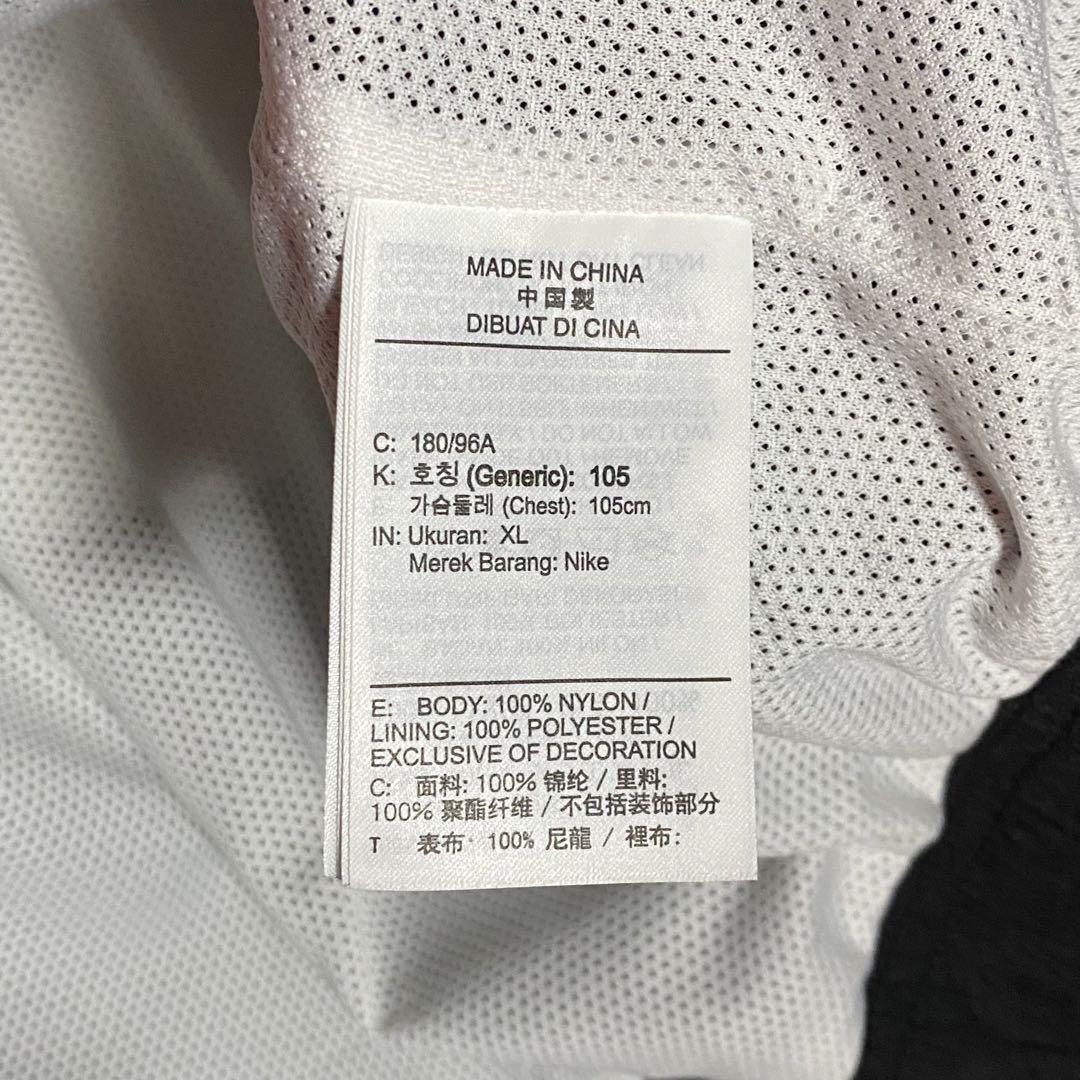 MADE IN CHINA
中国製
DIBUAT DI CINA
C: 180/96A
K: 호칭 (Generic): 105
가슴둘레 (Chest): 105cm
IN: Ukuran: XL
Merek Barang: Nike
E: BODY: 100% NYLON /
LINING: 100% POLYESTER /
EXCLUSIVE OF DECORATION
C: 面料: 100% 锦纶 / 里料:
100% 聚酯纤维 / 不包括装饰部分
T 表布: 100% 尼龍 / 裡布: